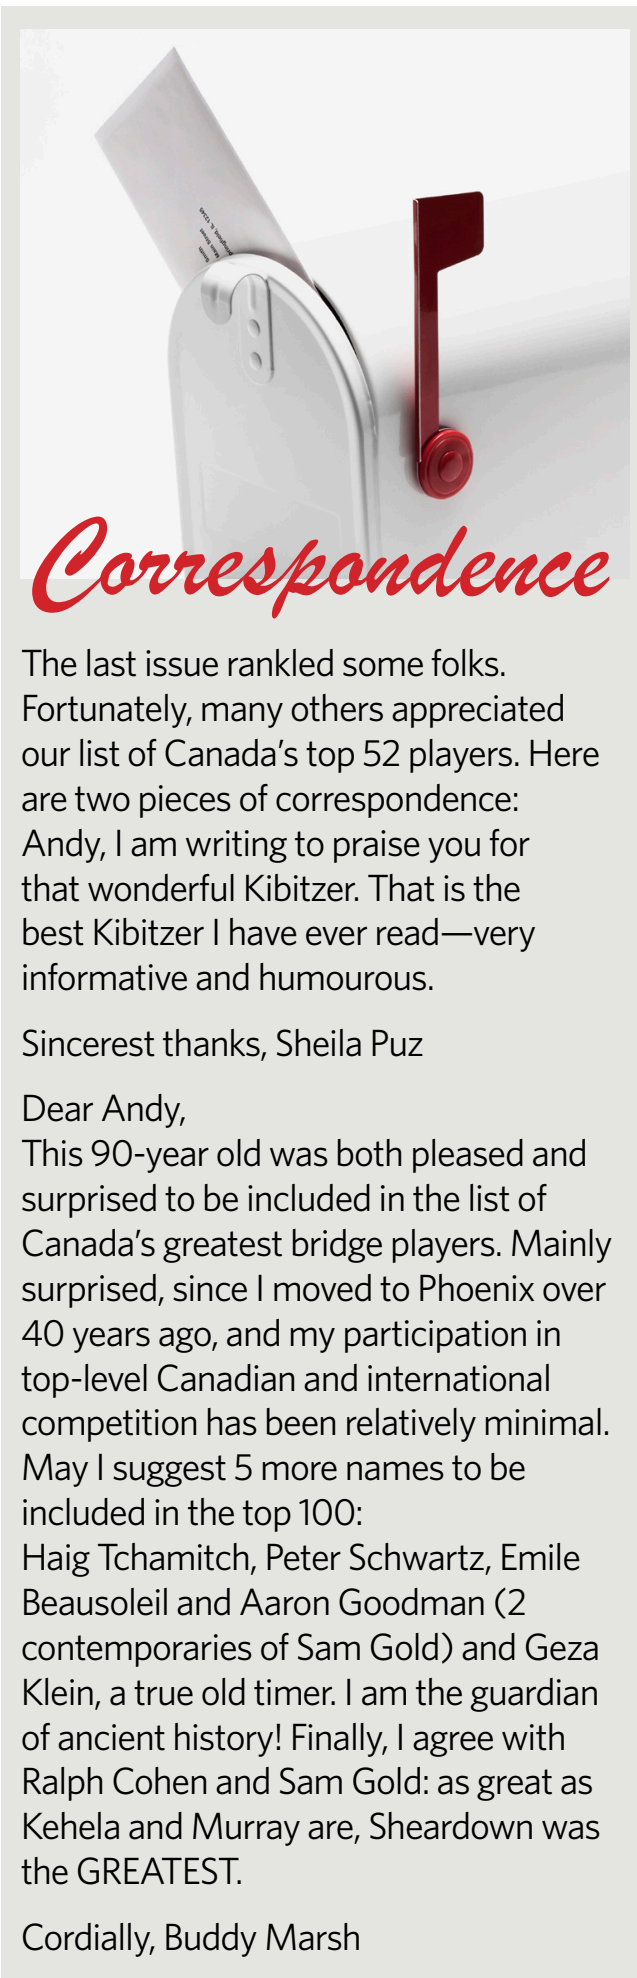 Smith
Main Street
Springfield, IL 12345
Correspondence
The last issue rankled some folks.
Fortunately, many others appreciated
our list of Canada’s top 52 players. Here
are two pieces of correspondence:
Andy, I am writing to praise you for
that wonderful Kibitzer. That is the
best Kibitzer I have ever read—very
informative and humourous.
Sincerest thanks, Sheila Puz
Dear Andy,
This 90-year old was both pleased and
surprised to be included in the list of
Canada’s greatest bridge players. Mainly
surprised, since I moved to Phoenix over
40 years ago, and my participation in
top-level Canadian and international
competition has been relatively minimal.
May I suggest 5 more names to be
included in the top 100:
Haig Tchamitch, Peter Schwartz, Emile
Beausoleil and Aaron Goodman (2
contemporaries of Sam Gold) and Geza
Klein, a true old timer. I am the guardian
of ancient history! Finally, I agree with
Ralph Cohen and Sam Gold: as great as
Kehela and Murray are, Sheardown was
the GREATEST.
Cordially, Buddy Marsh